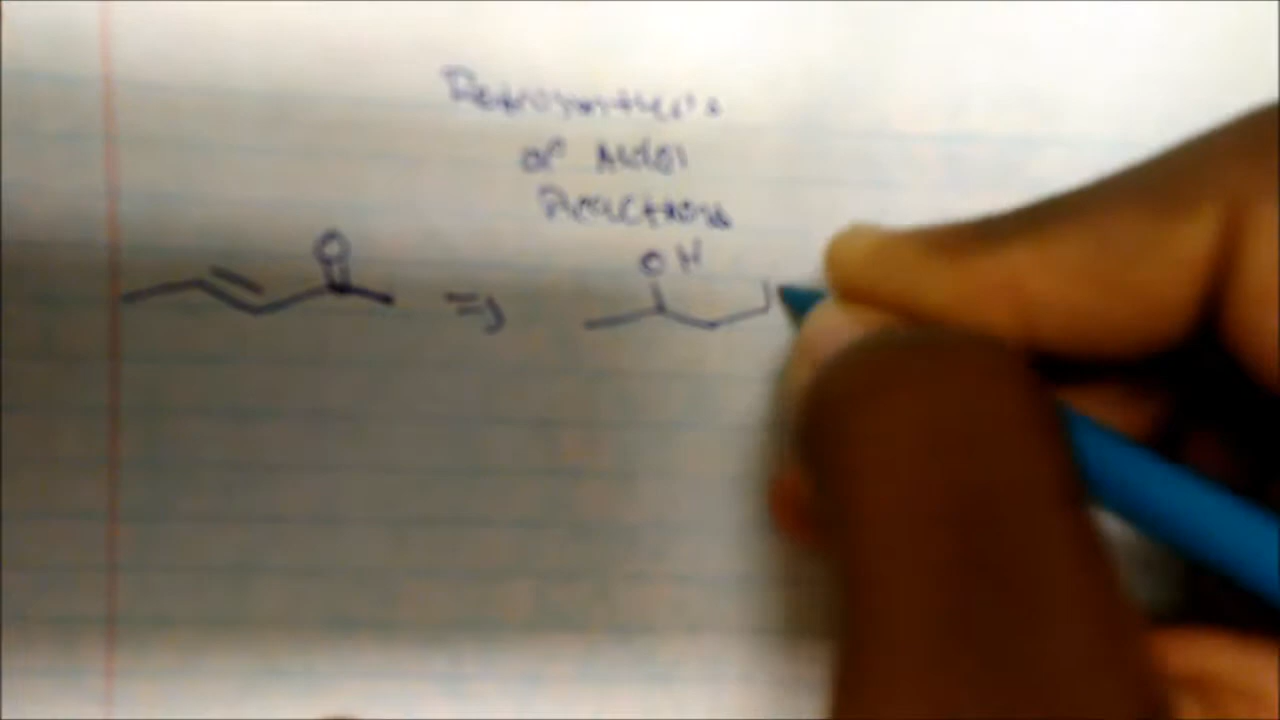 Retrosynthesis
of Aldol
Reactions
O
OH
=>